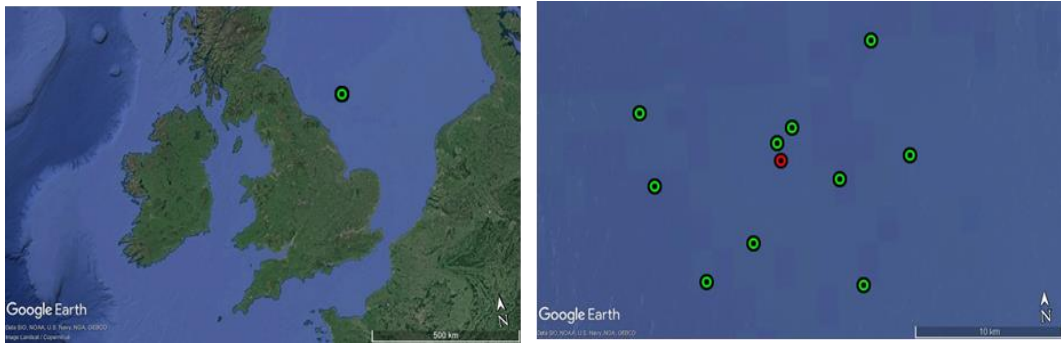 Google Earth
Data SIO, NOAA, U.S. Navy, NGA, GEBCO
Image Landsat / Copernicus
N
500 km
Google Earth
Data SIO, NOAA, U.S. Navy, NGA, GEBCO
N
10 km